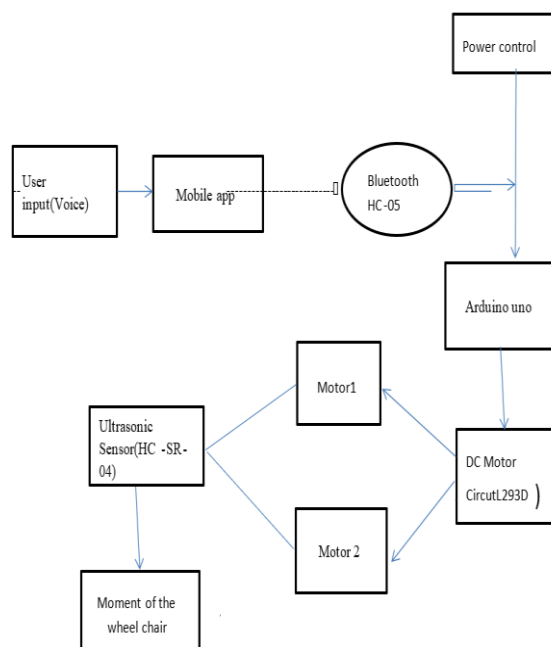 Power control
User
input(Voice)
Mobile app
Bluetooth
HC-05
Arduino uno
Motor1
Ultrasonic
Sensor(HC -SR-
04)
DC Motor
CircutL293D )
Motor 2
Moment of the
wheel chair